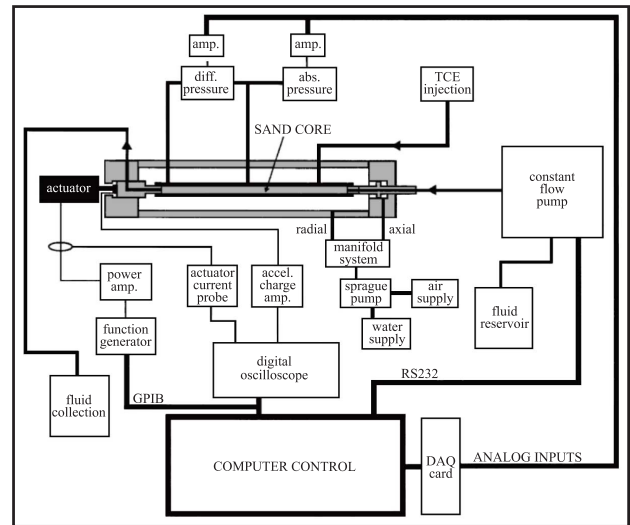 amp.
amp.
diff.
pressure
abs.
pressure
TCE
injection
SAND CORE
actuator
constant
flow
pump
radial
axial
manifold
system
power
amp.
actuator
current
probe
accel.
charge
amp.
sprague
pump
air
supply
water
supply
fluid
reservoir
function
generator
digital
oscilloscope
fluid
collection
GPIB
RS232
COMPUTER CONTROL
DAQ
card
ANALOG INPUTS